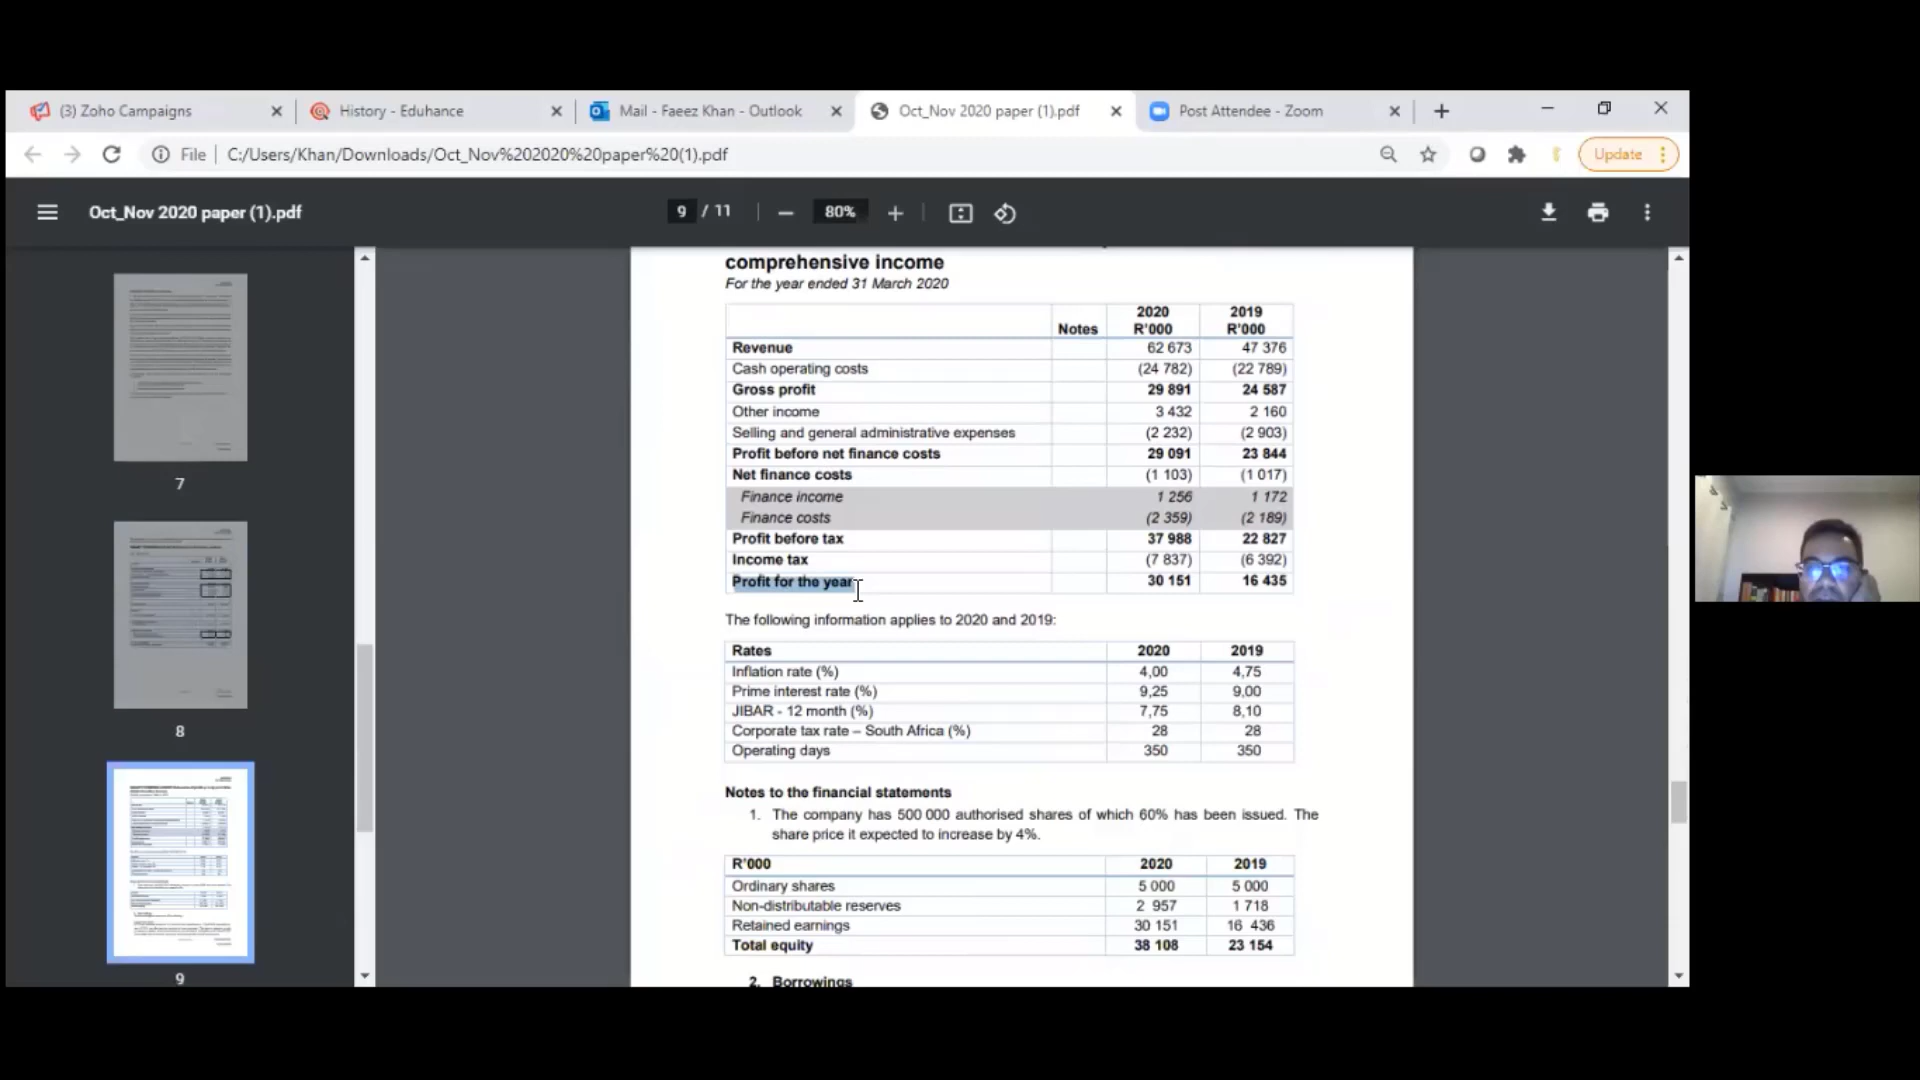 (3) Zoho Campaigns
History - Eduhance
Mail - Faeez Khan - Outlook
Oct_Nov 2020 paper (1).pdf
Post Attendee - Zoom
File C:/Users/Khan/Downloads/Oct_Nov%202020%20paper%20(1).pdf
Update
Oct_Nov 2020 paper (1).pdf
9 / 11
80%
7
8
9
comprehensive income
For the year ended 31 March 2020
Notes 2020 R'000 2019 R'000
Revenue 62 673 47 376
Cash operating costs (24 782) (22 789)
Gross profit 29 891 24 587
Other income 3 432 2 160
Selling and general administrative expenses (2 232) (2 903)
Profit before net finance costs 29 091 23 844
Net finance costs (1 103) (1 017)
Finance income 1 256 1 172
Finance costs (2 359) (2 189)
Profit before tax 37 988 22 827
Income tax (7 837) (6 392)
Profit for the year 30 151 16 435
The following information applies to 2020 and 2019:
Rates 2020 2019
Inflation rate (%) 4,00 4,75
Prime interest rate (%) 9,25 9,00
JIBAR - 12 month (%) 7,75 8,10
Corporate tax rate – South Africa (%) 28 28
Operating days 350 350
Notes to the financial statements
1. The company has 500 000 authorised shares of which 60% has been issued. The
share price it expected to increase by 4%.
R'000 2020 2019
Ordinary shares 5 000 5 000
Non-distributable reserves 2 957 1 718
Retained earnings 30 151 16 436
Total equity 38 108 23 154
2. Borrowings